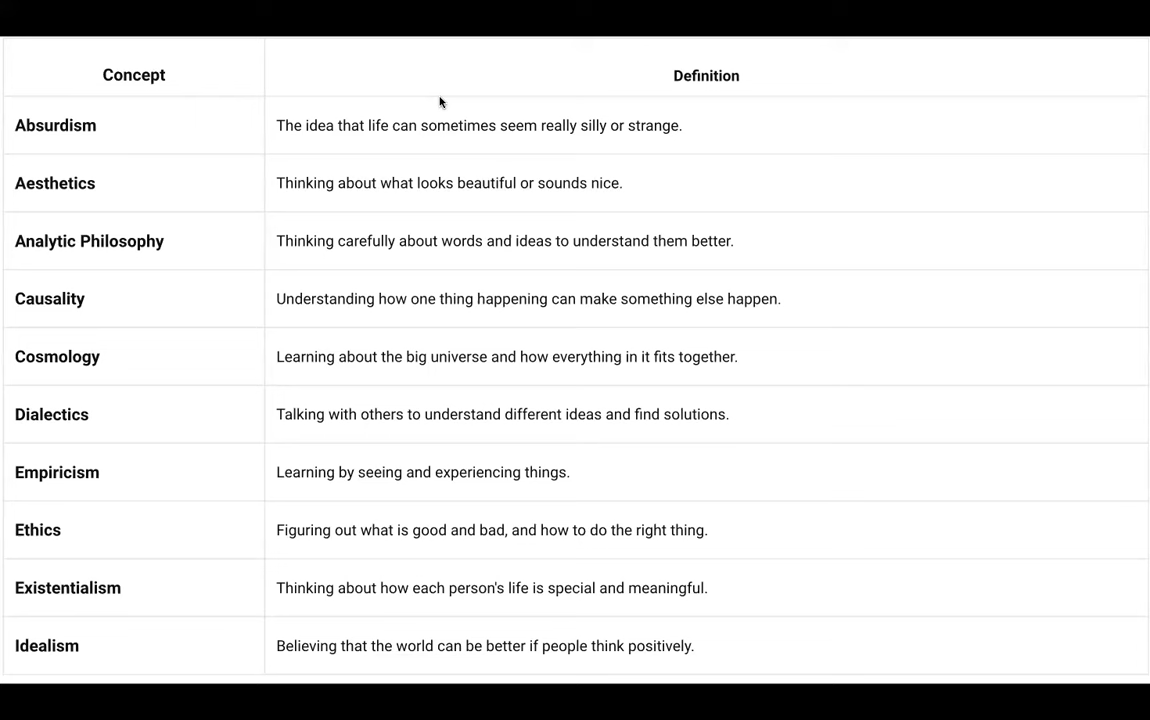 Concept Definition
Absurdism The idea that life can sometimes seem really silly or strange.
Aesthetics Thinking about what looks beautiful or sounds nice.
Analytic Philosophy Thinking carefully about words and ideas to understand them better.
Causality Understanding how one thing happening can make something else happen.
Cosmology Learning about the big universe and how everything in it fits together.
Dialectics Talking with others to understand different ideas and find solutions.
Empiricism Learning by seeing and experiencing things.
Ethics Figuring out what is good and bad, and how to do the right thing.
Existentialism Thinking about how each person's life is special and meaningful.
Idealism Believing that the world can be better if people think positively.